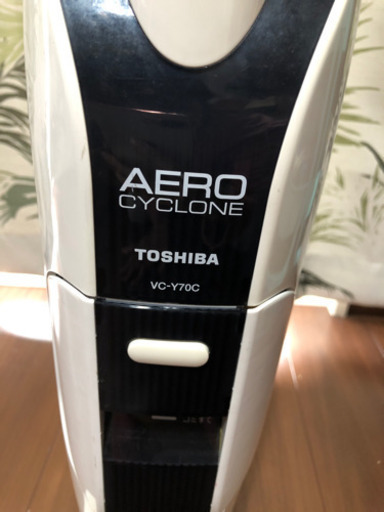 AERO
CYCLONE
TOSHIBA
VC-Y70C